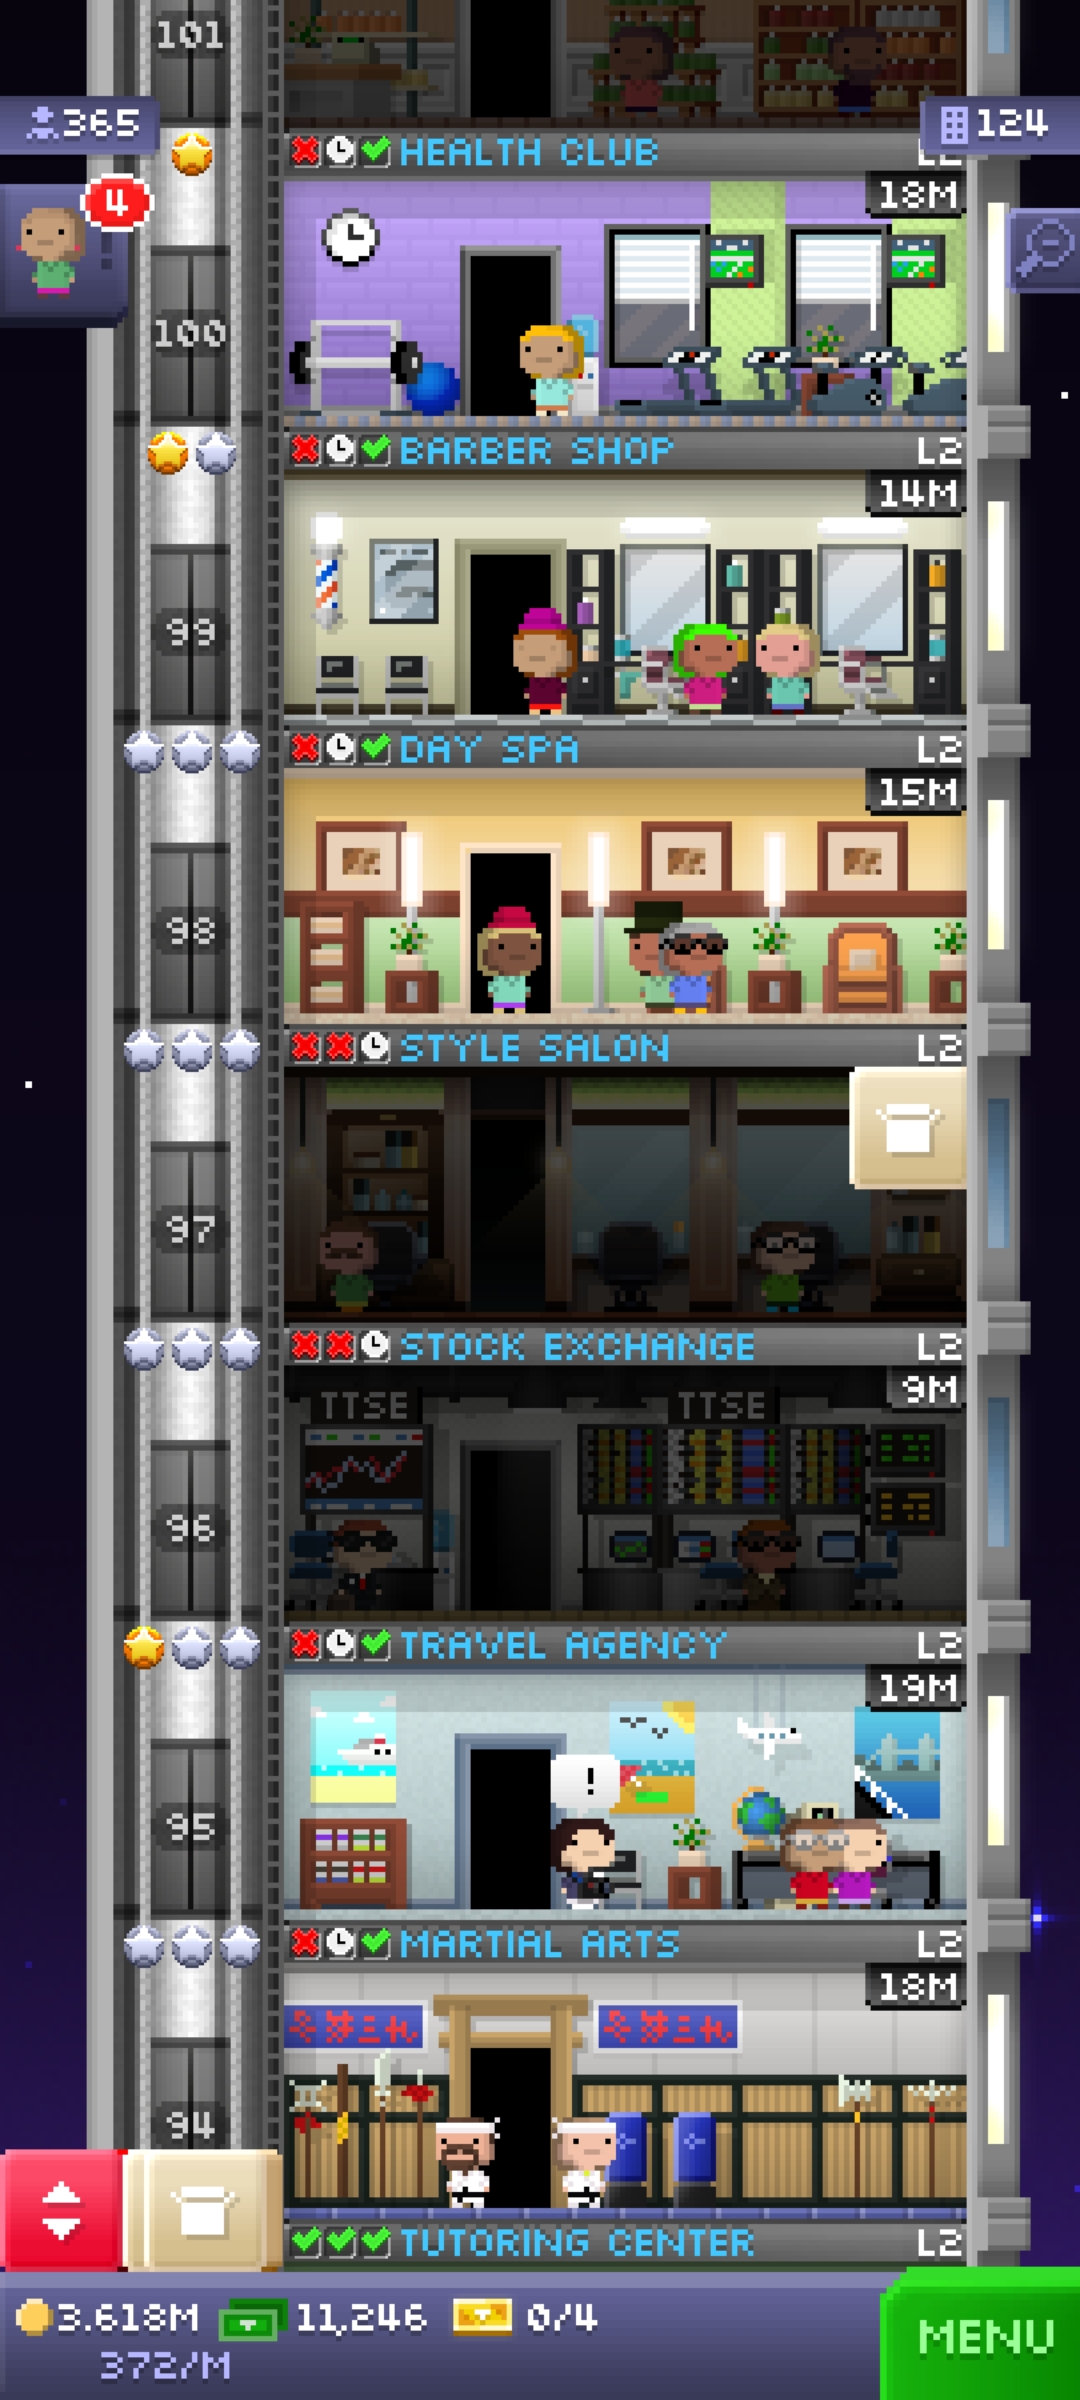 101
365
124
HEALTH CLUB L2
4
18M
100
BARBER SHOP L2
14M
99
DAY SPA L2
15M
98
STYLE SALON L2
97
STOCK EXCHANGE L2
9M
TTSE TTSE
96
TRAVEL AGENCY L2
19M
!
95
MARTIAL ARTS L2
18M
94
TUTORING CENTER L2
3.618M 11,246 0/4
372/M
MENU